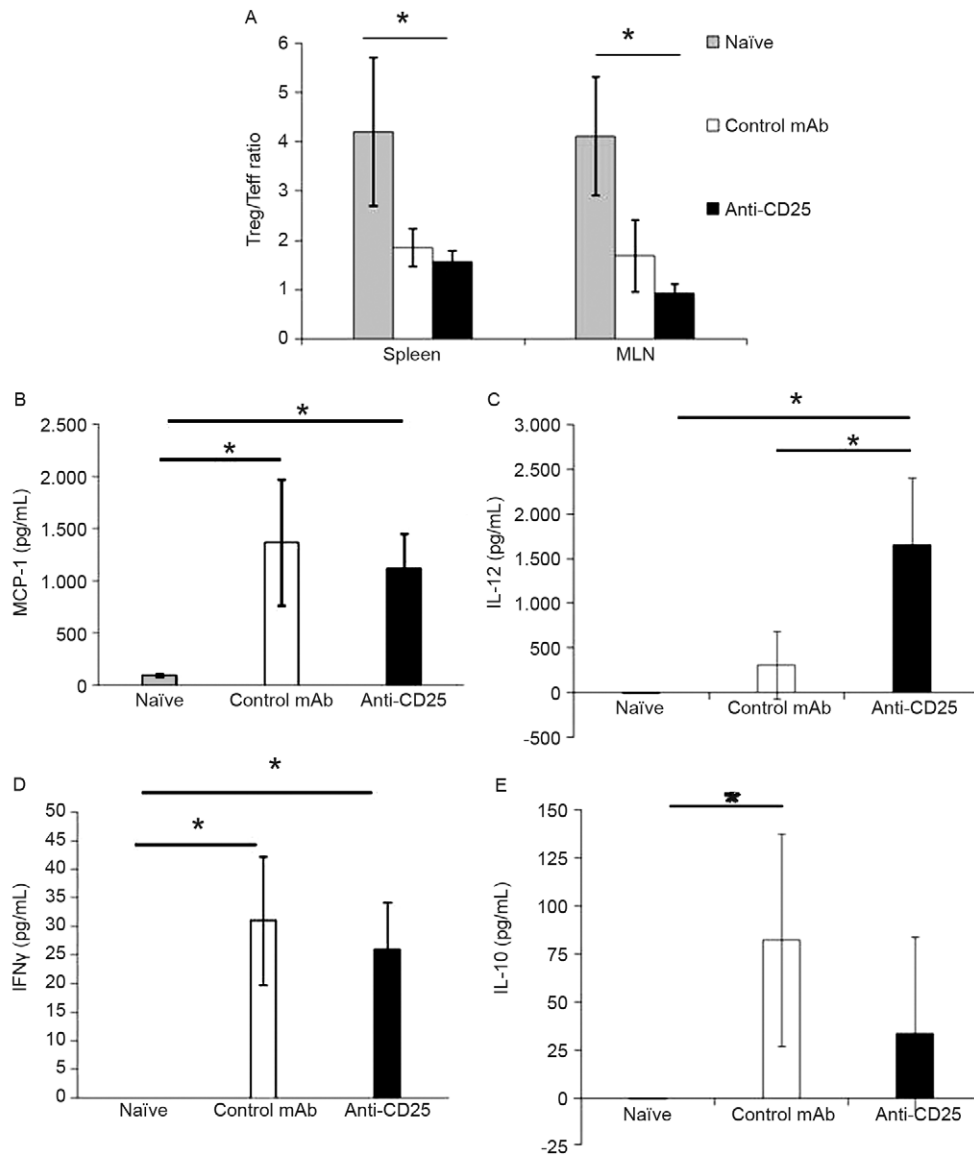 A
*
*
Naïve
Control mAb
Anti-CD25
Treg/Teff ratio
6
5
4
3
2
1
0
Spleen
MLN
B
*
*
MCP-1 (pg/mL)
2.500
2.000
1.500
1.000
500
0
Naïve
Control mAb
Anti-CD25
C
*
*
IL-12 (pg/mL)
3.000
2.500
2.000
1.500
1.000
500
0
-500
Naïve
Control mAb
Anti-CD25
D
*
*
IFNγ (pg/mL)
50
45
40
35
30
25
20
15
10
5
0
Naïve
Control mAb
Anti-CD25
E
*
IL-10 (pg/mL)
150
125
100
75
50
25
0
-25
Naïve
Control mAb
Anti-CD25